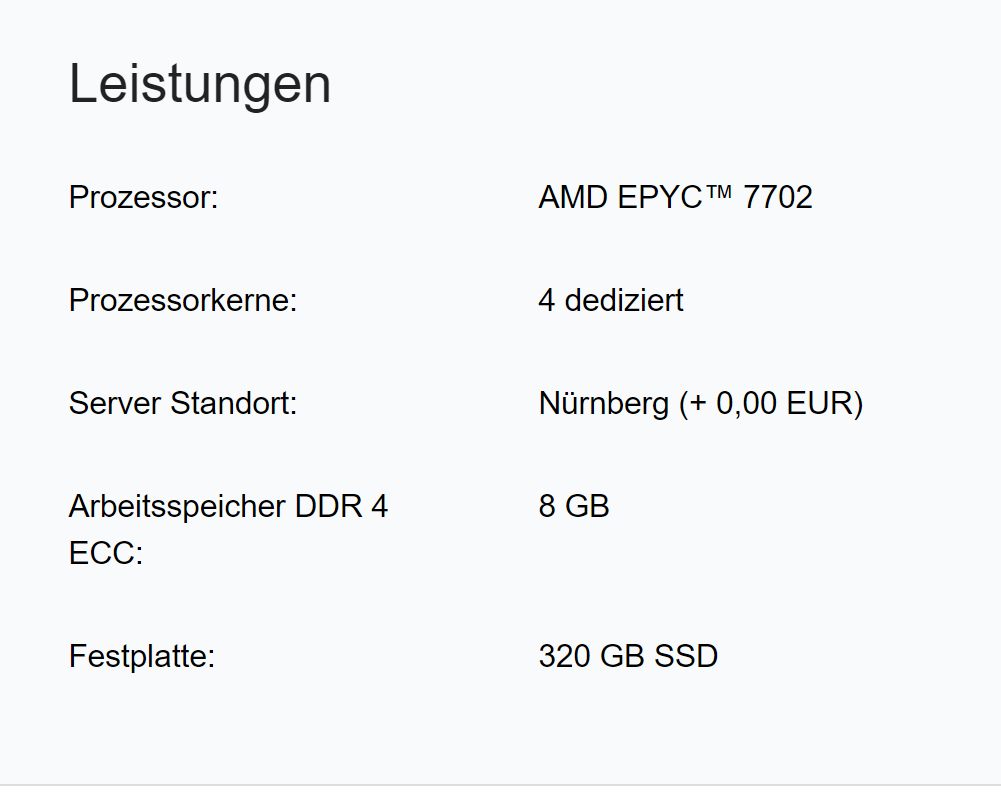 Leistungen
Prozessor: AMD EPYC™ 7702
Prozessorkerne: 4 dediziert
Server Standort: Nürnberg (+ 0,00 EUR)
Arbeitsspeicher DDR 4 8 GB
ECC:
Festplatte: 320 GB SSD